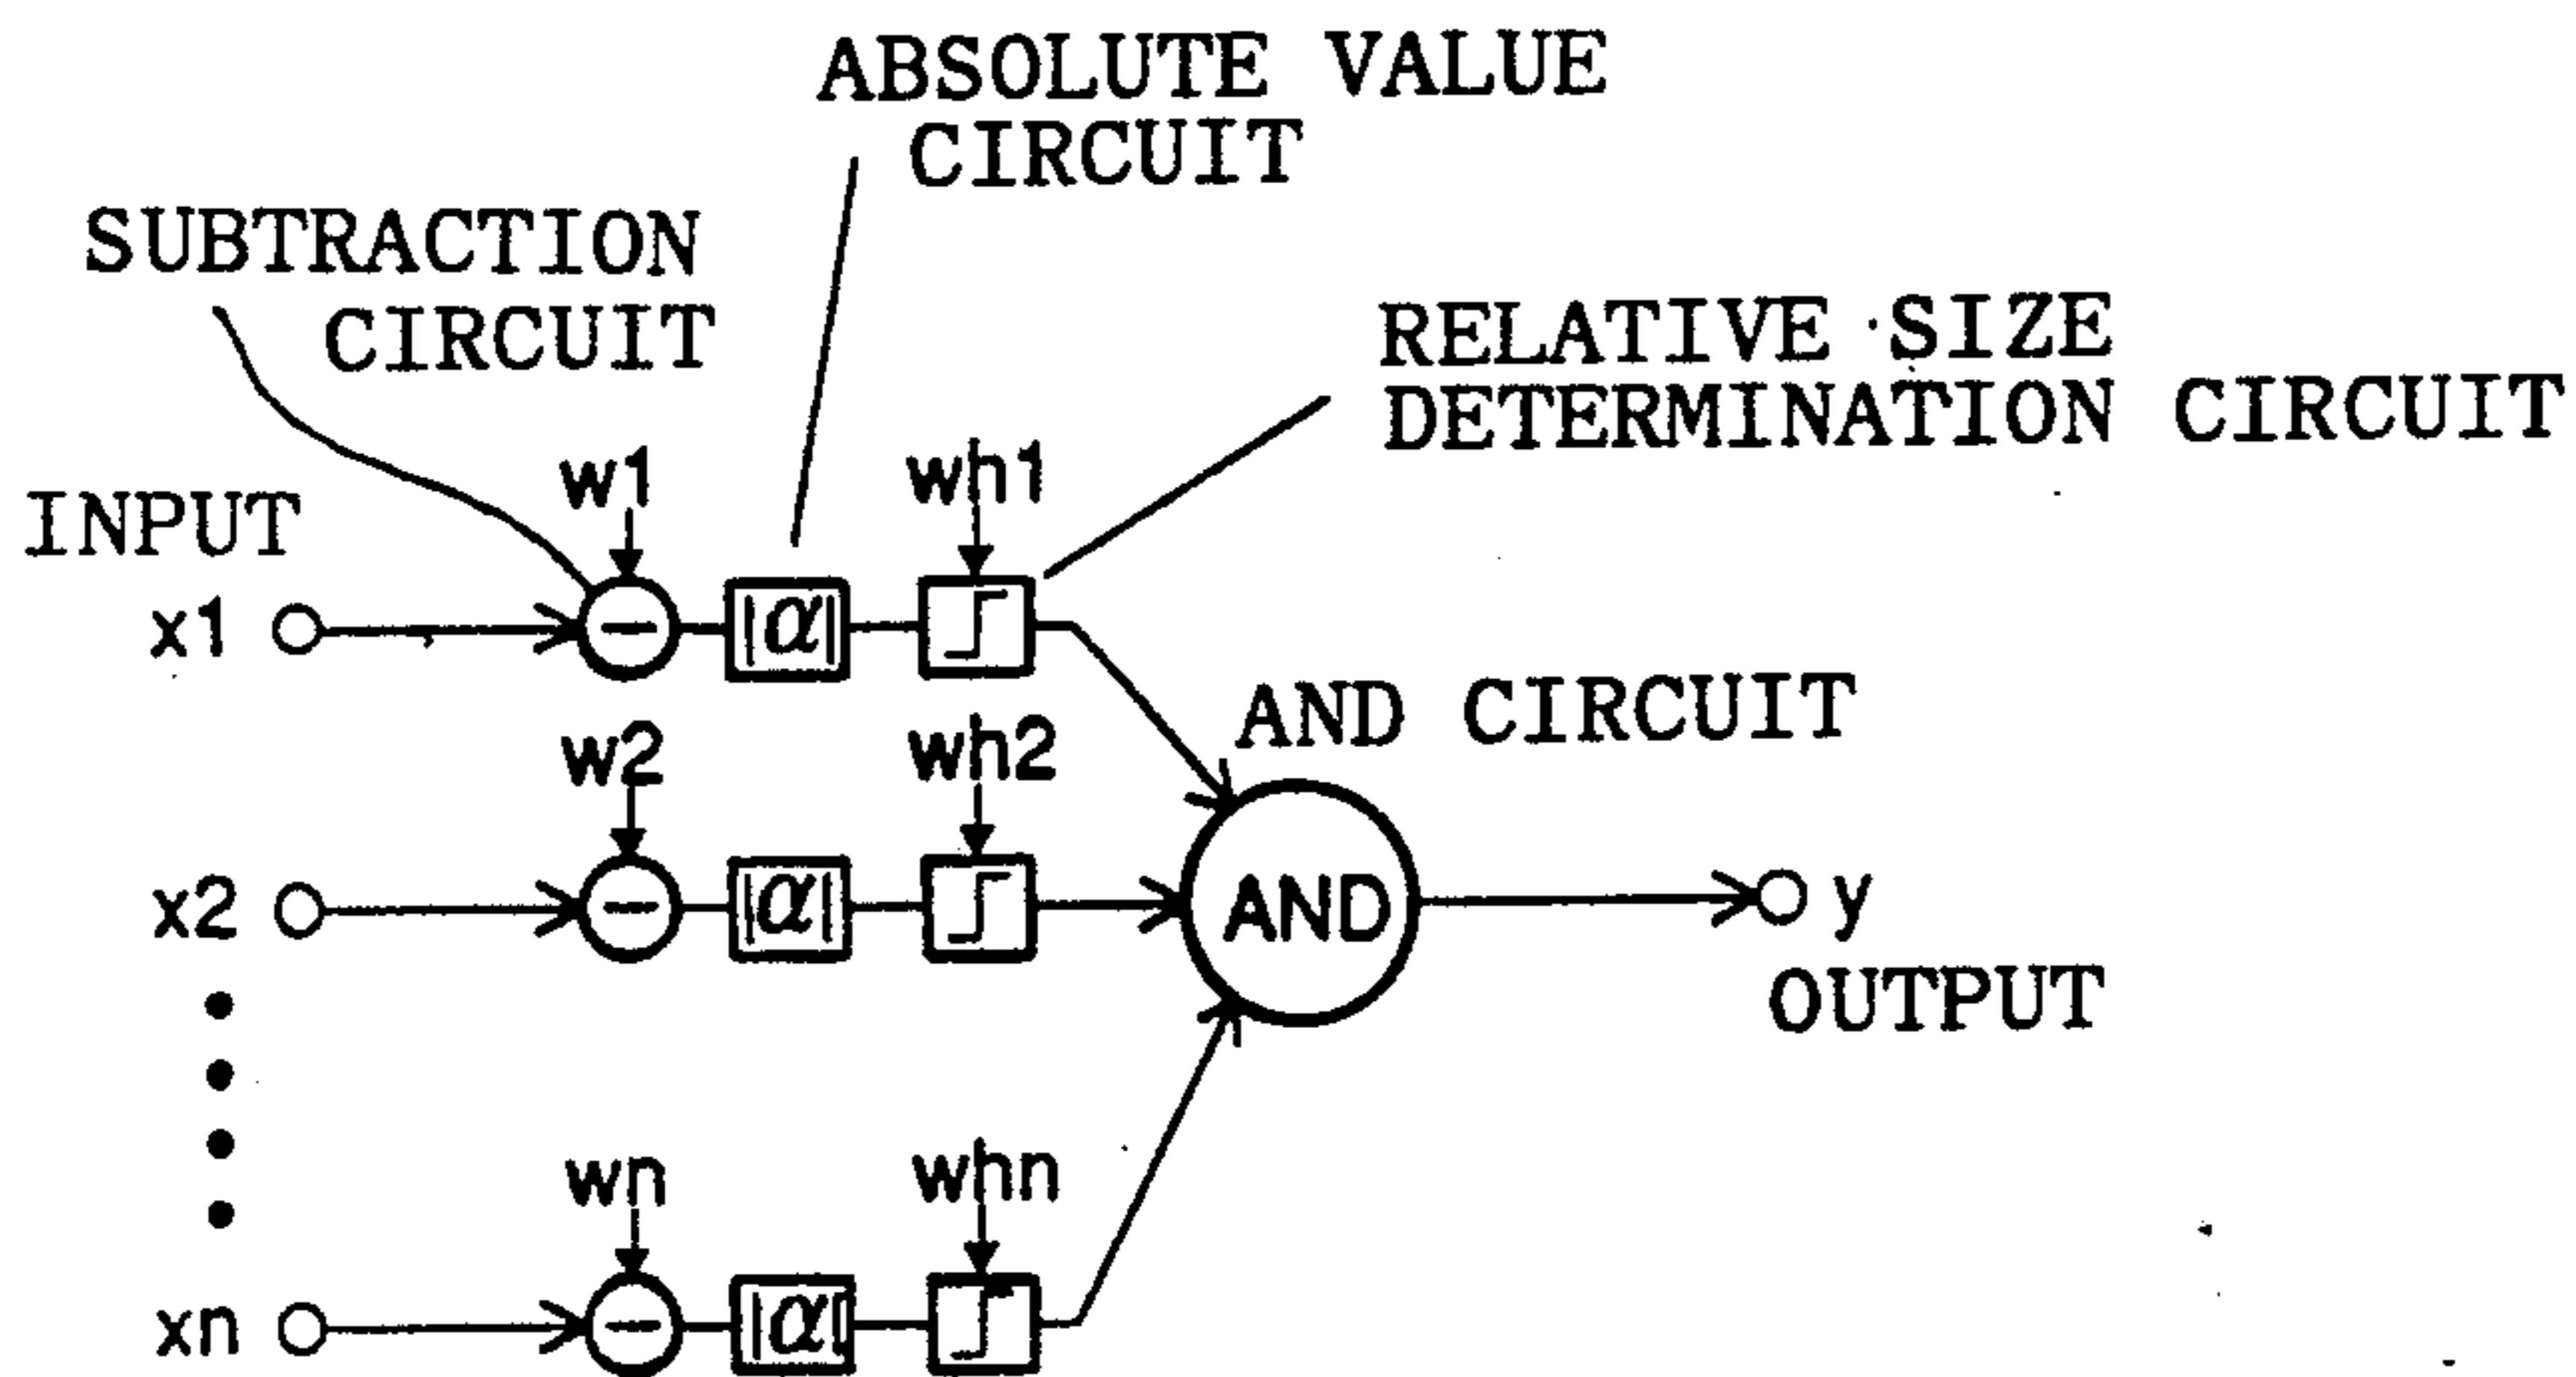 ABSOLUTE VALUE
CIRCUIT
SUBTRACTION
CIRCUIT
RELATIVE SIZE
DETERMINATION CIRCUIT
INPUT
w1
wh1
x1
|α|
AND CIRCUIT
w2
wh2
x2
|α|
AND
y
OUTPUT
wn
whn
xn
|α|